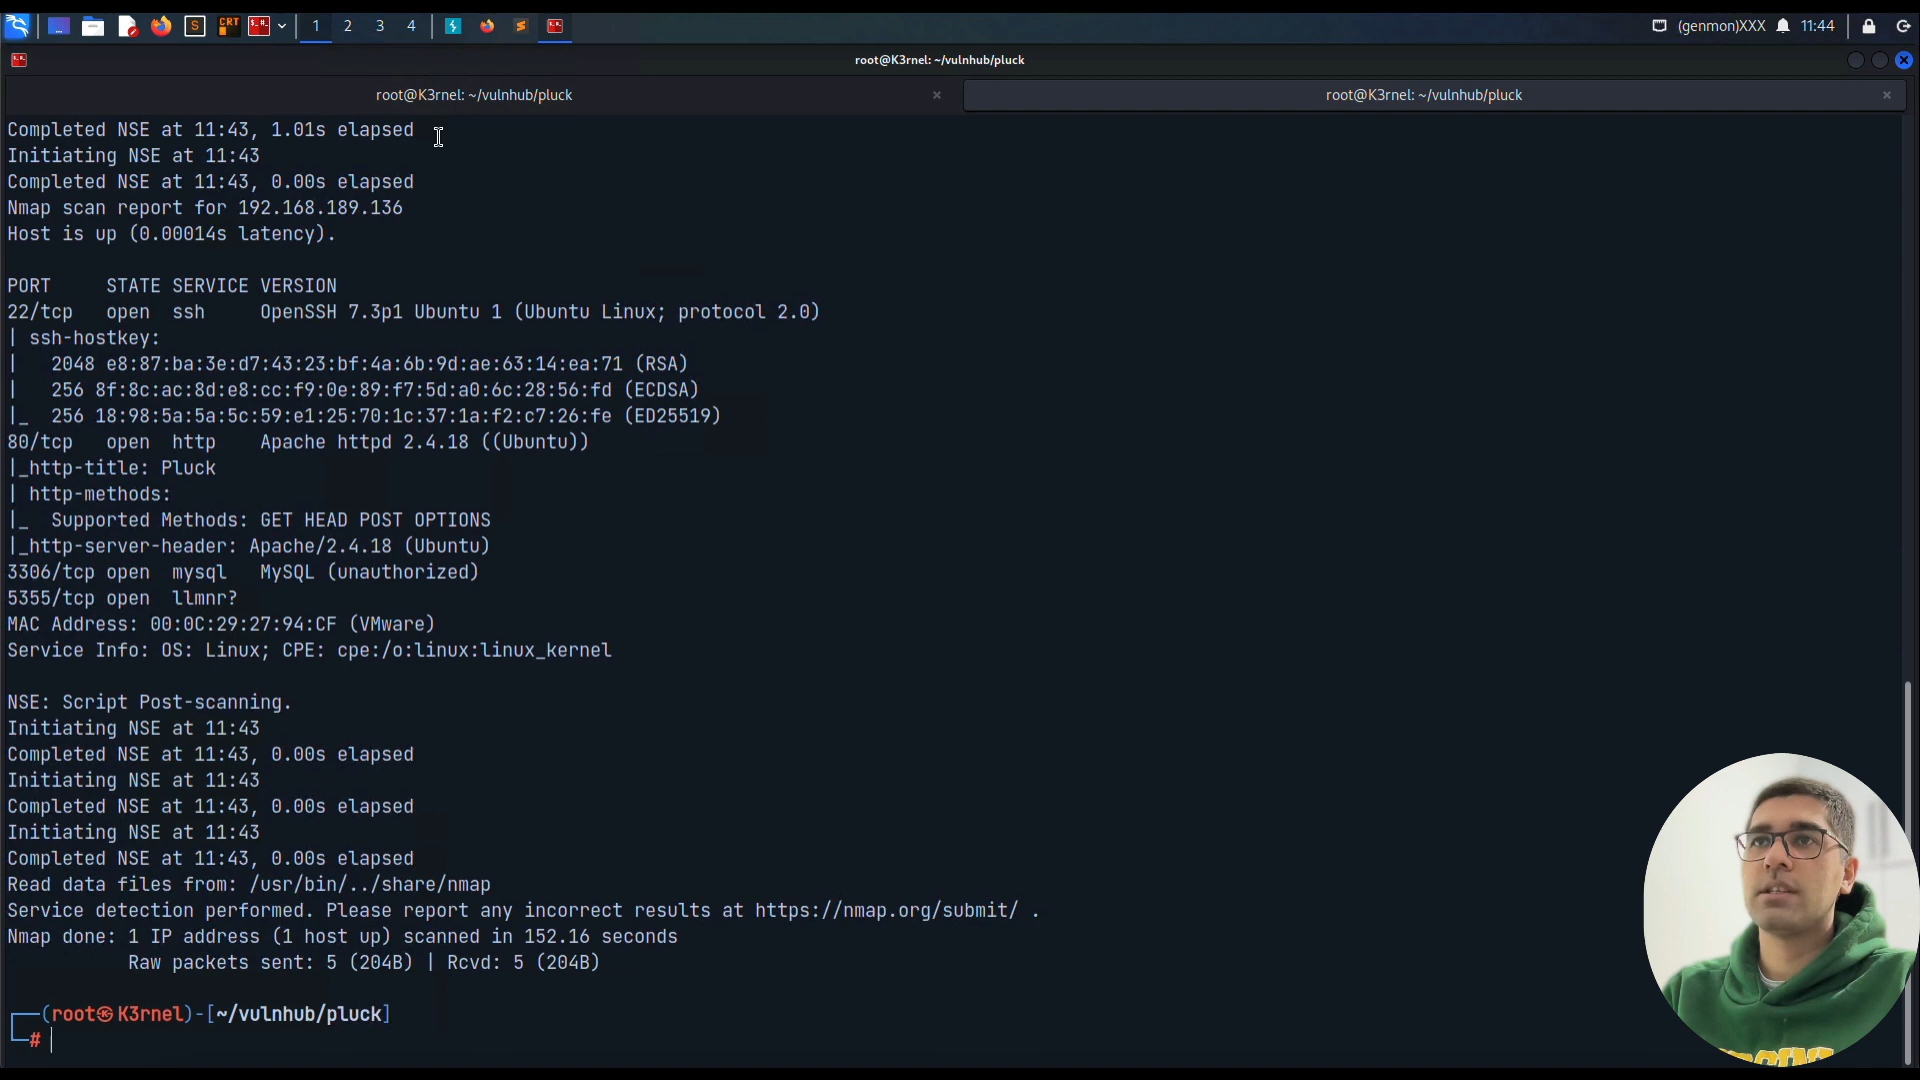 1 2 3 4
(genmon)XXX 11:44
root@K3rnel: ~/vulnhub/pluck
root@K3rnel: ~/vulnhub/pluck × root@K3rnel: ~/vulnhub/pluck ×
Completed NSE at 11:43, 1.01s elapsed
Initiating NSE at 11:43
Completed NSE at 11:43, 0.00s elapsed
Nmap scan report for 192.168.189.136
Host is up (0.00014s latency).
PORT     STATE SERVICE VERSION
22/tcp   open  ssh     OpenSSH 7.3p1 Ubuntu 1 (Ubuntu Linux; protocol 2.0)
| ssh-hostkey:
|   2048 e8:87:ba:3e:d7:43:23:bf:4a:6b:9d:ae:63:14:ea:71 (RSA)
|   256 8f:8c:ac:8d:e8:cc:f9:0e:89:f7:5d:a0:6c:28:56:fd (ECDSA)
|_  256 18:98:5a:5a:5c:59:e1:25:70:1c:37:1a:f2:c7:26:fe (ED25519)
80/tcp   open  http    Apache httpd 2.4.18 ((Ubuntu))
|_http-title: Pluck
| http-methods:
|_  Supported Methods: GET HEAD POST OPTIONS
|_http-server-header: Apache/2.4.18 (Ubuntu)
3306/tcp open  mysql   MySQL (unauthorized)
5355/tcp open  llmnr?
MAC Address: 00:0C:29:27:94:CF (VMware)
Service Info: OS: Linux; CPE: cpe:/o:linux:linux_kernel
NSE: Script Post-scanning.
Initiating NSE at 11:43
Completed NSE at 11:43, 0.00s elapsed
Initiating NSE at 11:43
Completed NSE at 11:43, 0.00s elapsed
Initiating NSE at 11:43
Completed NSE at 11:43, 0.00s elapsed
Read data files from: /usr/bin/../share/nmap
Service detection performed. Please report any incorrect results at https://nmap.org/submit/ .
Nmap done: 1 IP address (1 host up) scanned in 152.16 seconds
           Raw packets sent: 5 (204B) | Rcvd: 5 (204B)
┌──(root㉿K3rnel)-[~/vulnhub/pluck]
└─#